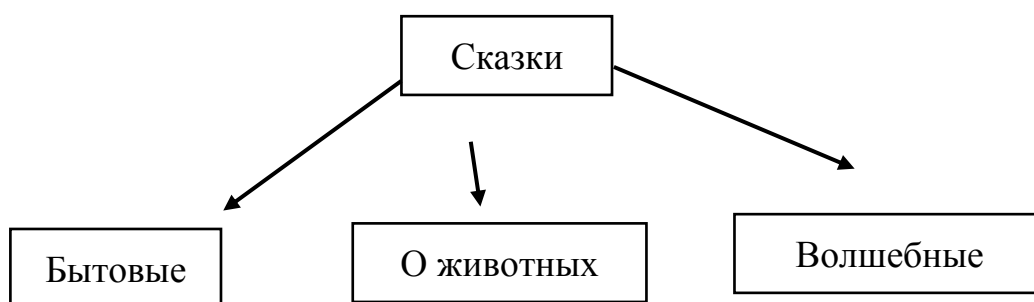 Сказки
Бытовые
О животных
Волшебные